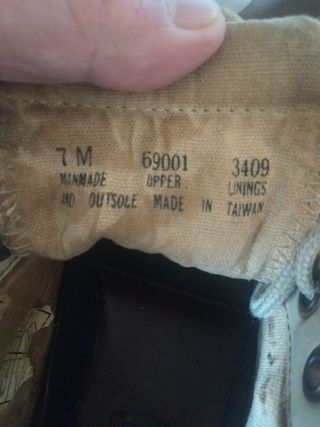 7 M 69001 3409
MANMADE UPPER LININGS
AND OUTSOLE MADE IN TAIWAN